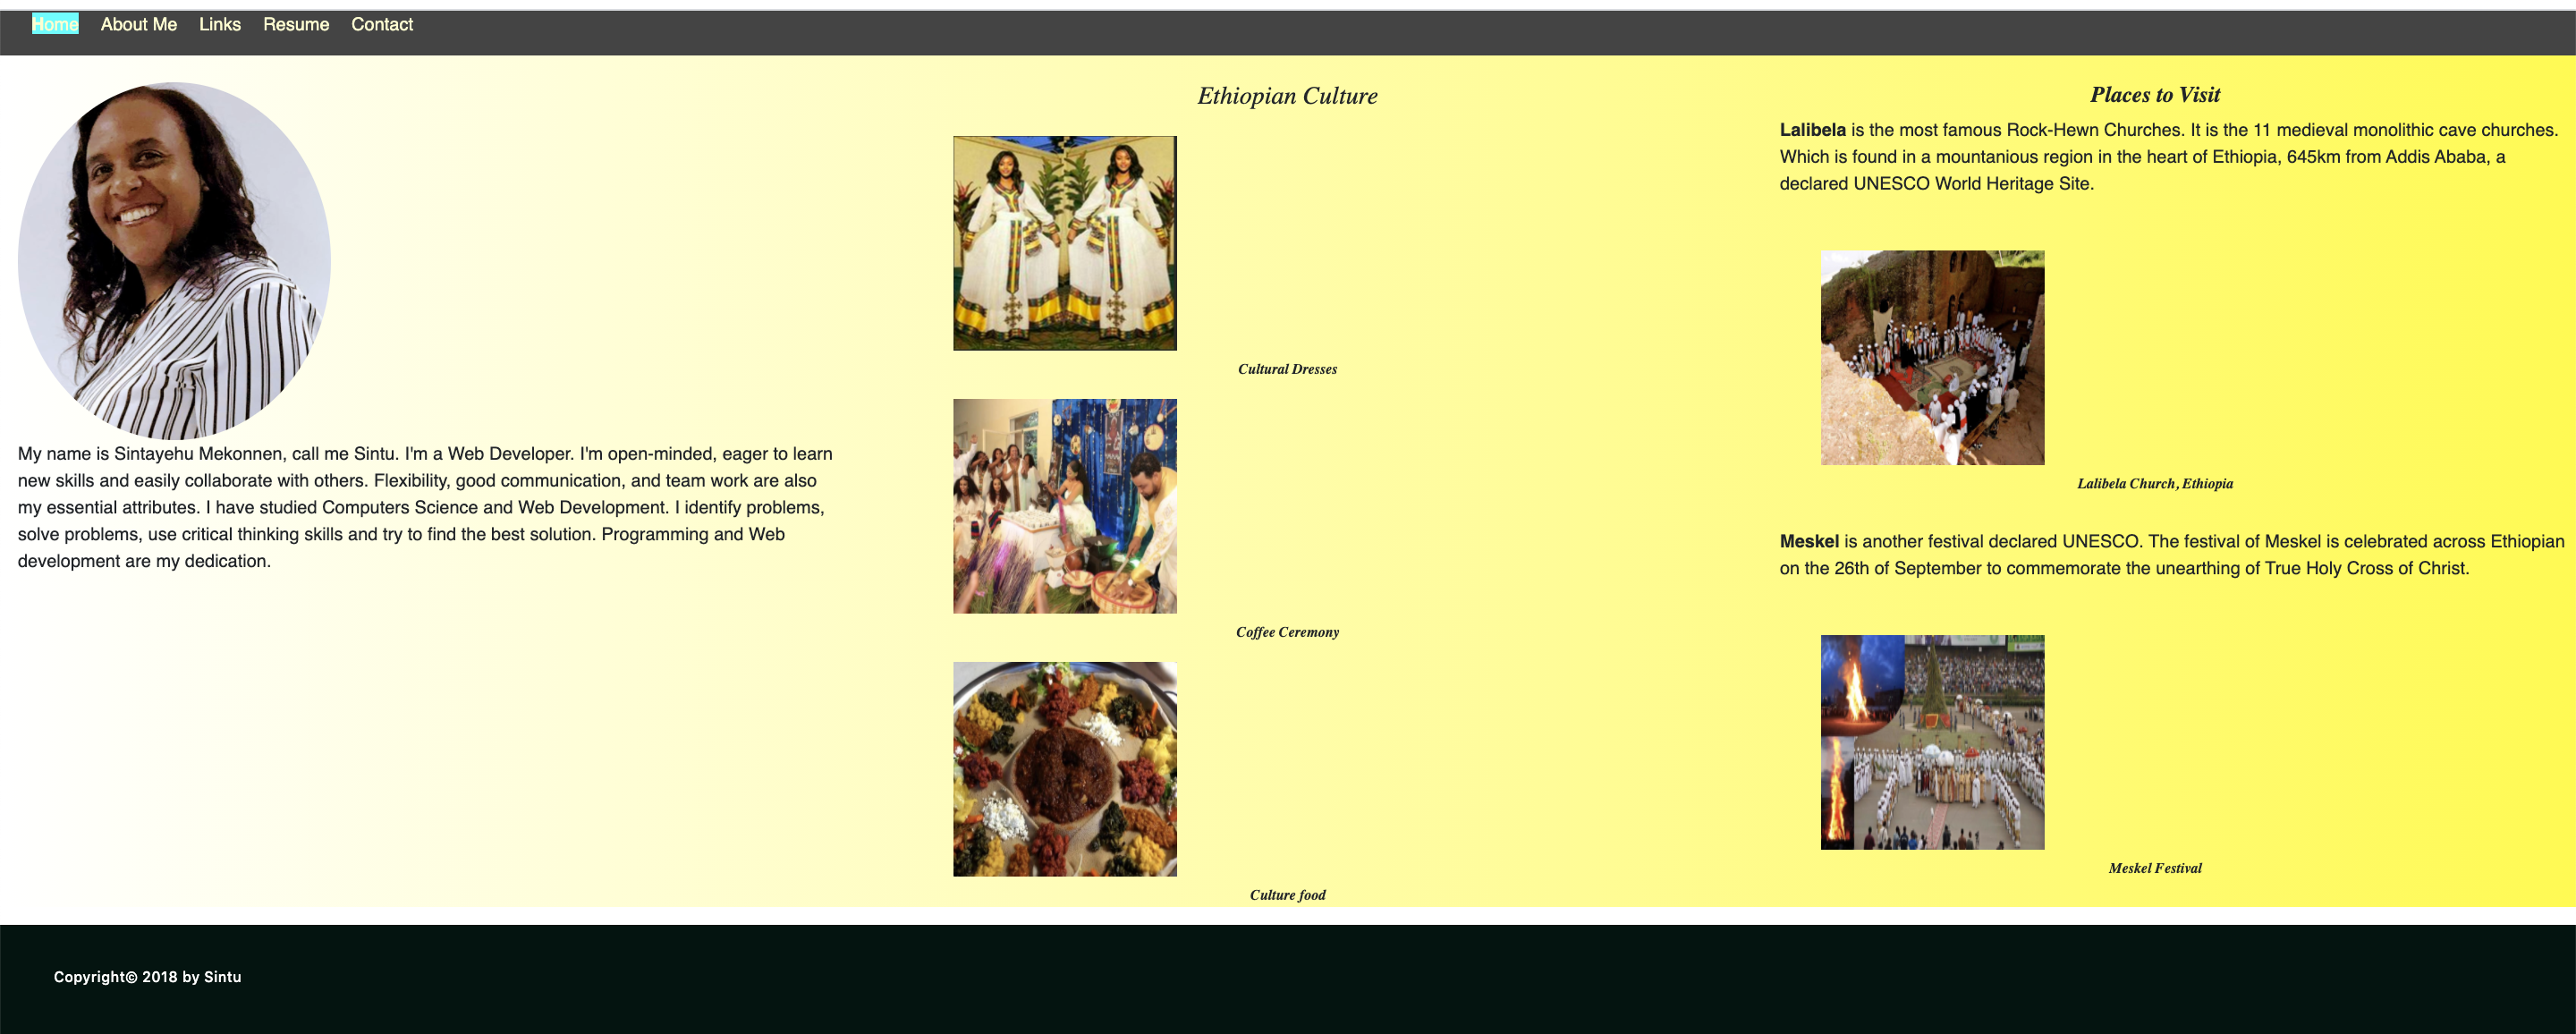 Home About Me Links Resume Contact
My name is Sintayehu Mekonnen, call me Sintu. I'm a Web Developer. I'm open-minded, eager to learn
new skills and easily collaborate with others. Flexibility, good communication, and team work are also
my essential attributes. I have studied Computers Science and Web Development. I identify problems,
solve problems, use critical thinking skills and try to find the best solution. Programming and Web
development are my dedication.
Ethiopian Culture
Cultural Dresses
Coffee Ceremony
Culture food
Places to Visit
Lalibela is the most famous Rock-Hewn Churches. It is the 11 medieval monolithic cave churches.
Which is found in a mountanious region in the heart of Ethiopia, 645km from Addis Ababa, a
declared UNESCO World Heritage Site.
Lalibela Church, Ethiopia
Meskel is another festival declared UNESCO. The festival of Meskel is celebrated across Ethiopian
on the 26th of September to commemorate the unearthing of True Holy Cross of Christ.
Meskel Festival
Copyright© 2018 by Sintu